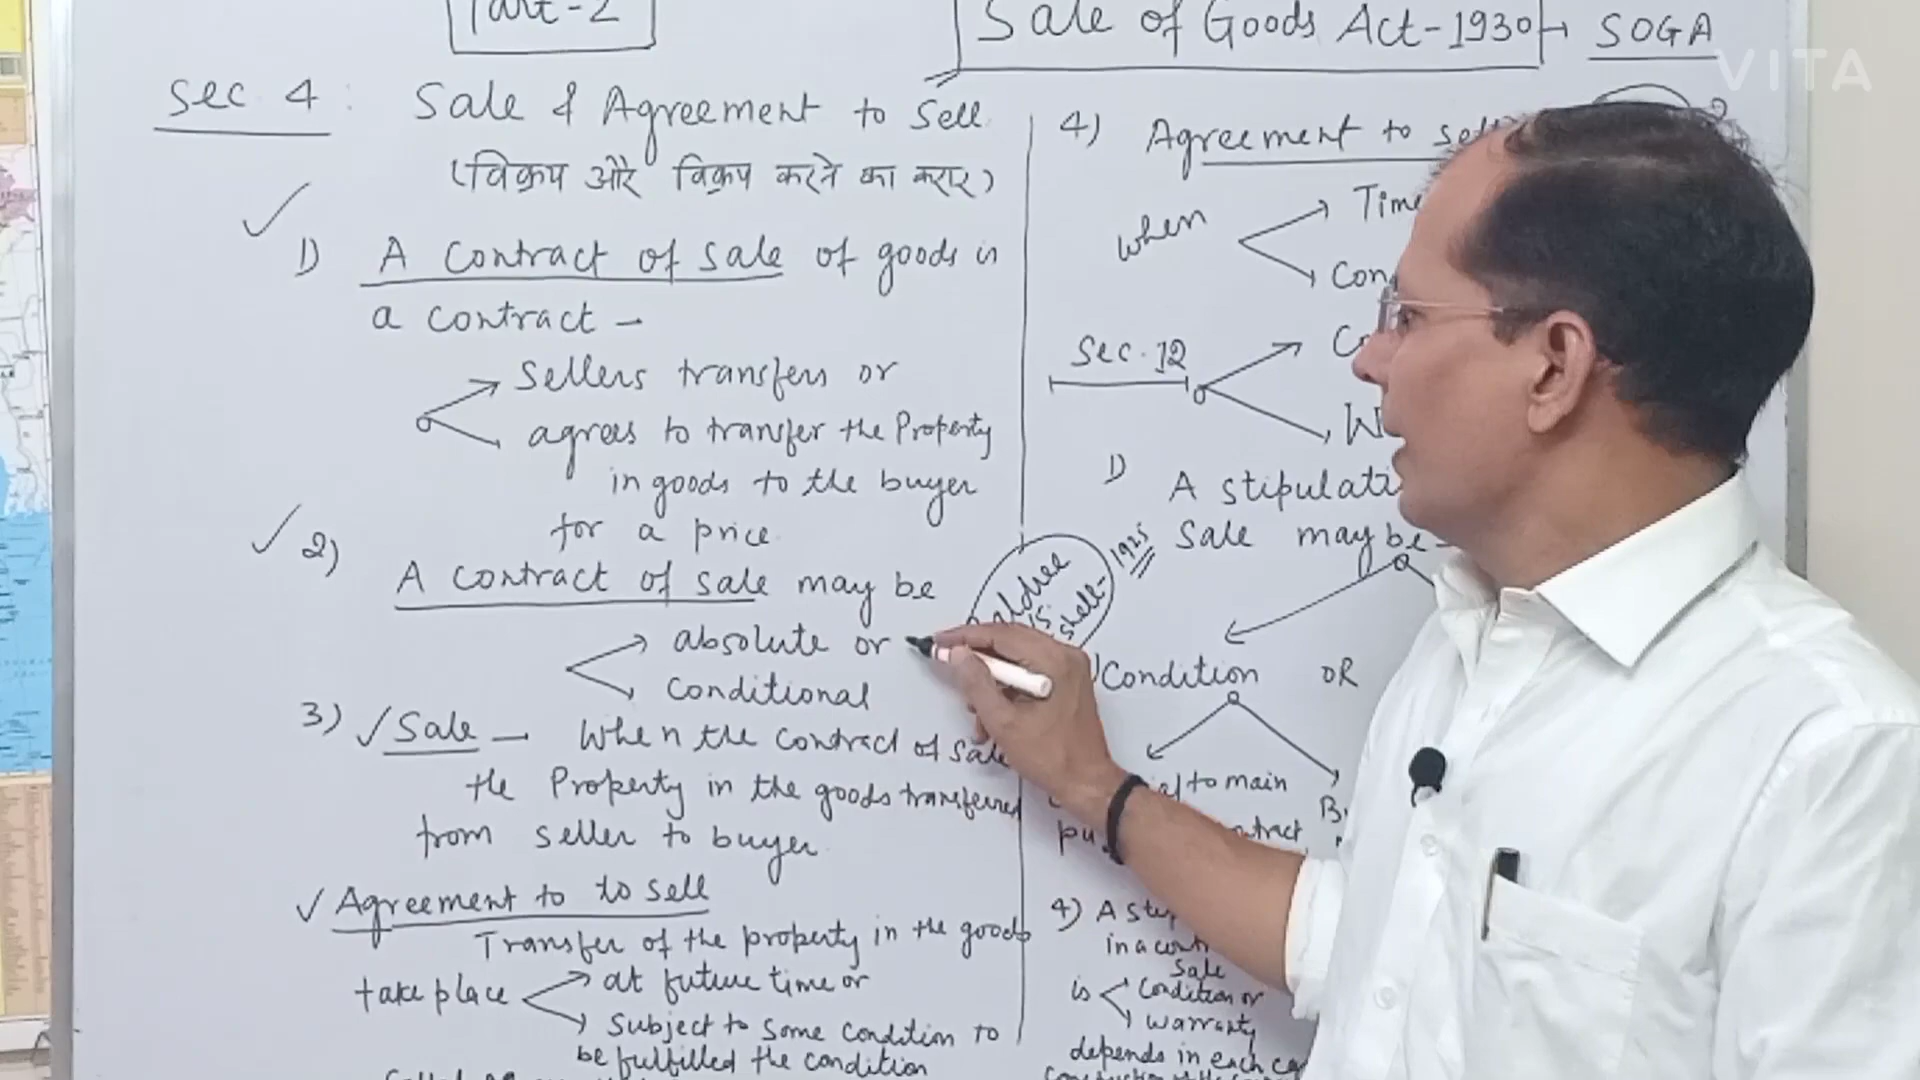 Part-2
Sale of Goods Act-1930 → SOGA
VITA
Sec 4 : Sale & Agreement to Sell
(विक्रय और विक्रय करने का करार)
1) A contract of sale of goods is
a contract -
Sellers transfers or
agrees to transfer the Property
in goods to the buyer
for a price
2)
A contract of sale may be
absolute or
conditional
3) Sale - When the contract of sale
the Property in the goods transferred
from seller to buyer
Agreement to to sell
Transfer of the property in the goods
take place
at future time or
Subject to some condition to
be fulfilled the condition
4) Agreement to sell
when
Time
Sec. 12
1) A
Sale may be -
1925
Condition OR
to main
4) A
in a
Sale
is Condition or
warranty
depends in each